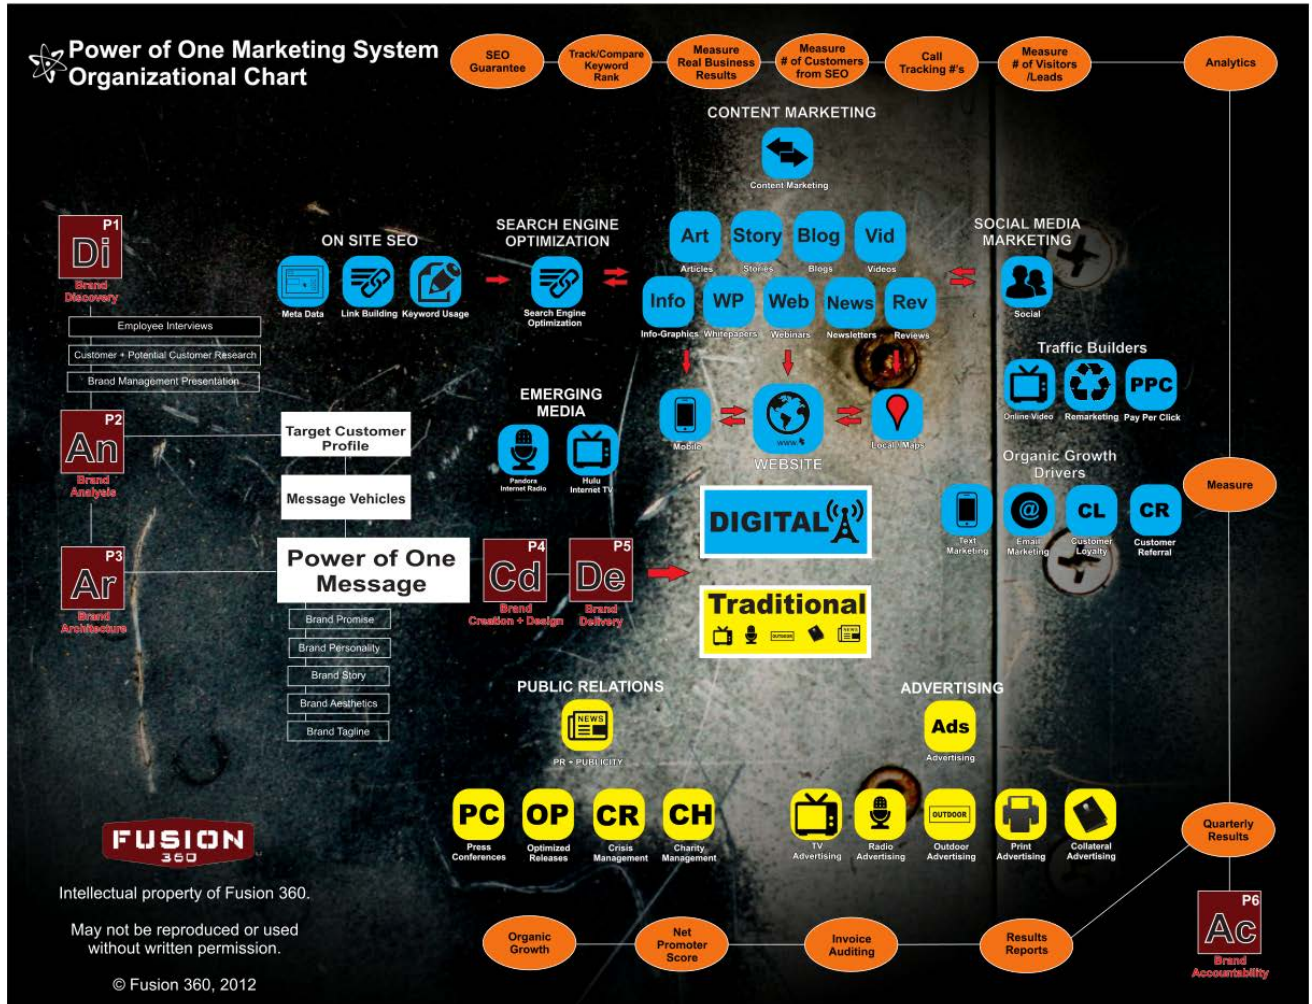 Power of One Marketing System
Organizational Chart
SEO
Guarantee
Track/Compare
Keyword
Rank
Measure
Real Business
Results
Measure
# of Customers
from SEO
Call
Tracking #'s
Measure
# of Visitors
/Leads
Analytics
CONTENT MARKETING
Content Marketing
P1
Di
Brand
Discovery
Employee Interviews
Customer + Potential Customer Research
Brand Management Presentation
ON SITE SEO
Meta Data
Link Building
Keyword Usage
SEARCH ENGINE
OPTIMIZATION
Search Engine
Optimization
Art
Articles
Story
Stories
Blog
Blogs
Vid
Videos
Info
Info-Graphics
WP
Whitepapers
Web
Webinars
News
Newsletters
Rev
Reviews
SOCIAL MEDIA
MARKETING
Social
Traffic Builders
Online Video
Remarketing
PPC
Pay Per Click
EMERGING
MEDIA
Pandora
Internet Radio
Hulu
Internet TV
Mobile
www.
WEBSITE
Local / Maps
Organic Growth
Drivers
Text
Marketing
@
Email
Marketing
CL
Customer
Loyalty
CR
Customer
Referral
Measure
P2
An
Brand
Analysis
Target Customer
Profile
Message Vehicles
P3
Ar
Brand
Architecture
Power of One
Message
Brand Promise
Brand Personality
Brand Story
Brand Aesthetics
Brand Tagline
P4
Cd
Brand
Creation + Design
P5
De
Brand
Delivery
DIGITAL
Traditional
OUTDOOR
NEWS
PUBLIC RELATIONS
NEWS
PR + PUBLICITY
ADVERTISING
Ads
Advertising
PC
Press
Conferences
OP
Optimized
Releases
CR
Crisis
Management
CH
Charity
Management
TV
Advertising
Radio
Advertising
OUTDOOR
Outdoor
Advertising
Print
Advertising
Collateral
Advertising
Quarterly
Results
P6
Ac
Brand
Accountability
Organic
Growth
Net
Promoter
Score
Invoice
Auditing
Results
Reports
FUSION
360
Intellectual property of Fusion 360.
May not be reproduced or used
without written permission.
© Fusion 360, 2012